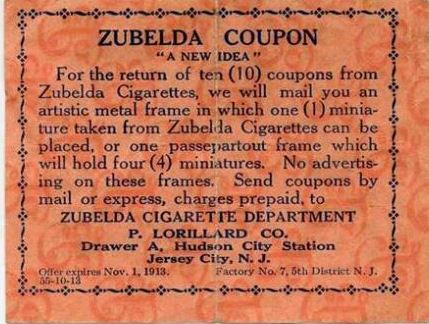 ZUBELDA COUPON
"A NEW IDEA"
For the return of ten (10) coupons from
Zubelda Cigarettes, we will mail you an
artistic metal frame in which one (1) minia-
ture taken from Zubelda Cigarettes can be
placed, or one passepartout frame which
will hold four (4) miniatures. No advertis-
ing on these frames. Send coupons by
mail or express, charges prepaid, to
ZUBELDA CIGARETTE DEPARTMENT
P. LORILLARD CO.
Drawer A, Hudson City Station
Jersey City, N. J.
Offer expires Nov. 1, 1913. Factory No. 7, 5th District N. J.
55-10-13